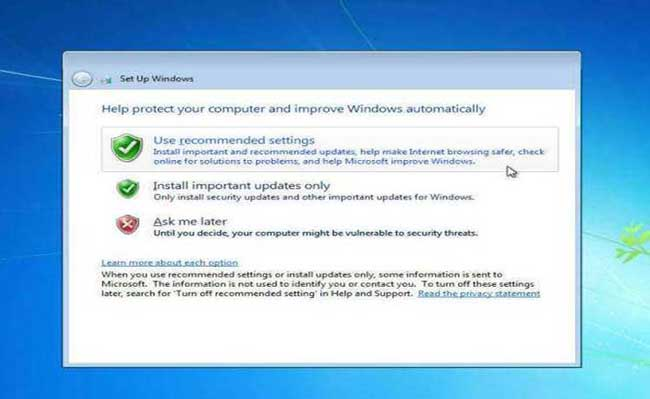 Set Up Windows
Help protect your computer and improve Windows automatically
Use recommended settings
Install important and recommended updates, help make Internet browsing safer, check
online for solutions to problems, and help Microsoft improve Windows.
Install important updates only
Only install security updates and other important updates for Windows.
Ask me later
Until you decide, your computer might be vulnerable to security threats.
Learn more about each option
When you use recommended settings or install updates only, some information is sent to
Microsoft. The information is not used to identify you or contact you. To turn off these settings
later, search for 'Turn off recommended setting' in Help and Support. Read the privacy statement